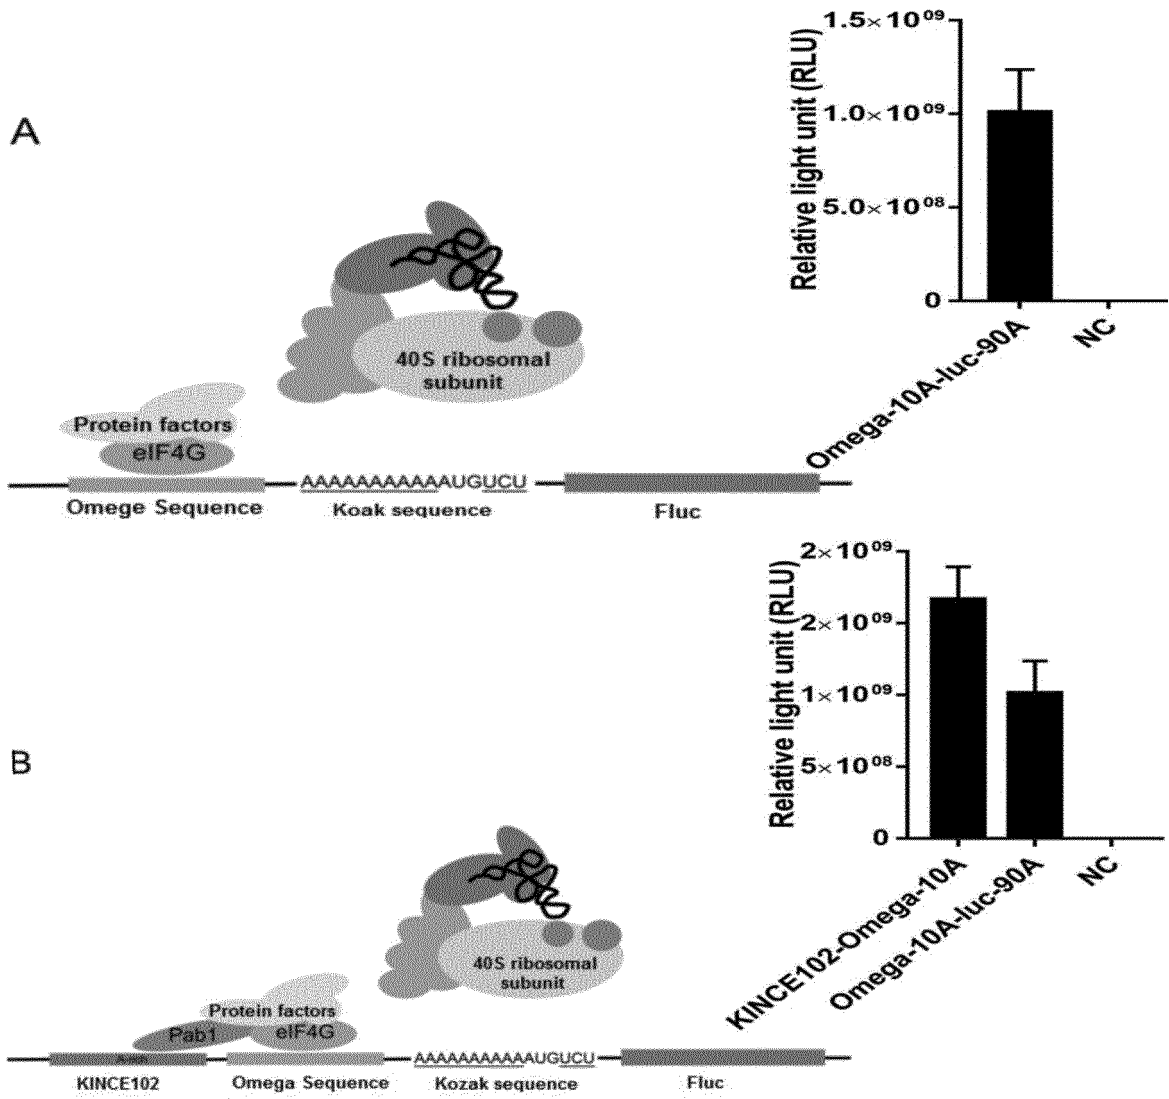 A
Relative light unit (RLU)
1.5×10⁰⁹
1.0×10⁰⁹
5.0×10⁰⁸
0
Omega-10A-luc-90A
NC
40S ribosomal
subunit
Protein factors
eIF4G
AAAAAAAAAAAAUGUCU
Omege Sequence
Koak sequence
Fluc
B
Relative light unit (RLU)
2×10⁰⁹
2×10⁰⁹
1×10⁰⁹
5×10⁰⁸
0
KINCE102-Omega-10A
Omega-10A-luc-90A
NC
40S ribosomal
subunit
Protein factors
Pab1
eIF4G
AAAAAAAAAAAAUGUCU
KINCE102
Omega Sequence
Kozak sequence
Fluc